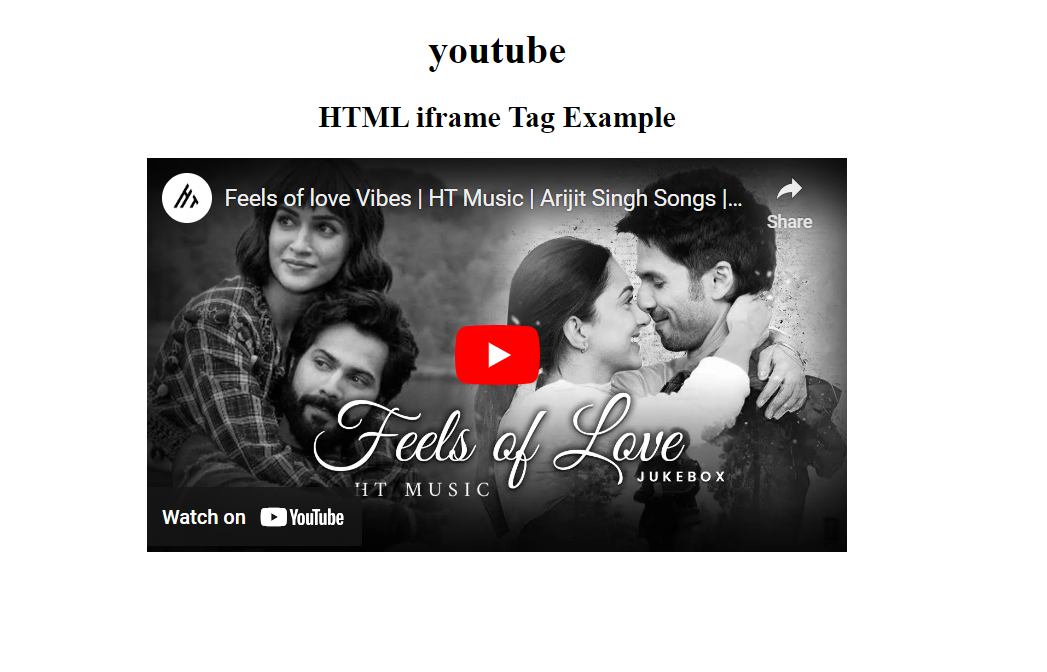 youtube
HTML iframe Tag Example
Feels of love Vibes | HT Music | Arijit Singh Songs |...
Share
Feels of Love
JUKEBOX
HT MUSIC
Watch on YouTube